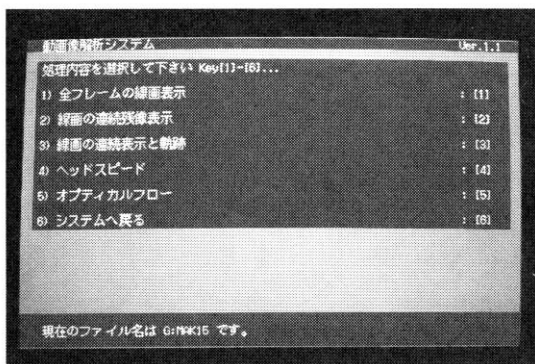 動画像解析システム Ver.1.1
処理内容を選択して下さい Key[1]-[6]...
1) 全フレームの線画表示 : [1]
2) 線画の連続残像表示 : [2]
3) 線画の連続表示と軌跡 : [3]
4) ヘッドスピード : [4]
5) オプティカルフロー : [5]
6) システムへ戻る : [6]
現在のファイル名は G:MAK15 です。